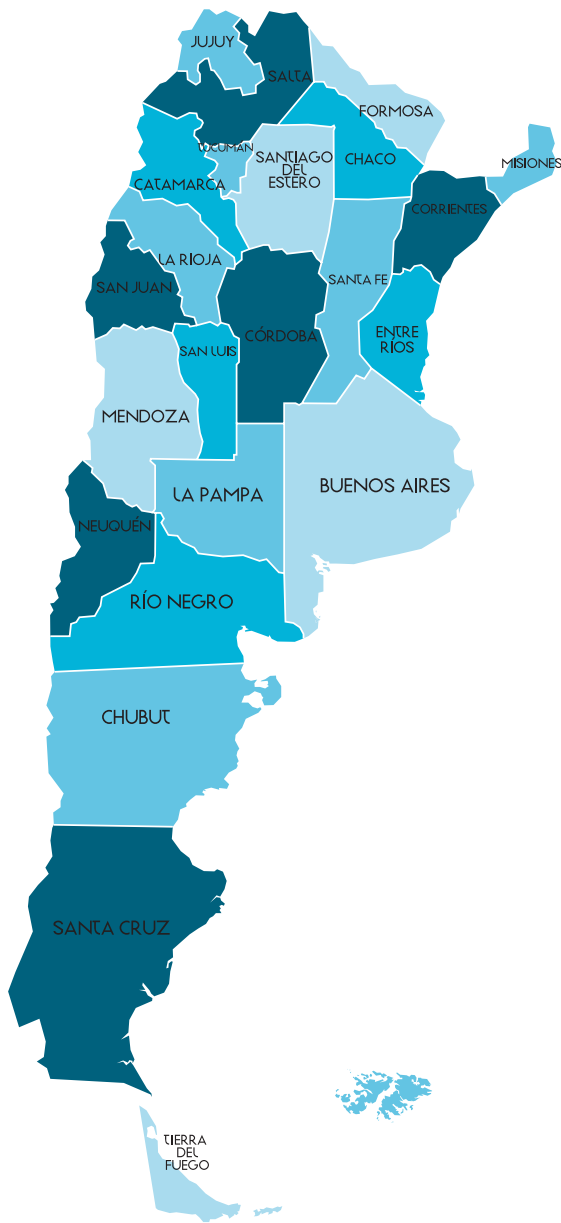 JUJUY
SALTA
FORMOSA
TUCUMÁN
SANTIAGO
DEL
ESTERO
CHACO
MISIONES
CATAMARCA
CORRIENTES
LA RIOJA
SANTA FE
SAN JUAN
CÓRDOBA
ENTRE
RÍOS
SAN LUIS
MENDOZA
BUENOS AIRES
LA PAMPA
NEUQUÉN
RÍO NEGRO
CHUBUT
SANTA CRUZ
TIERRA
DEL
FUEGO